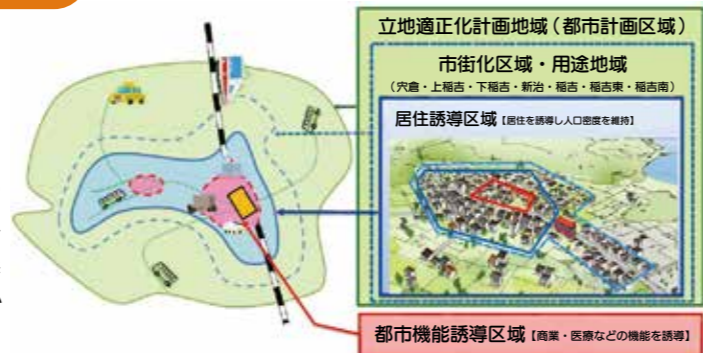 立地適正化計画地域（都市計画区域）
市街化区域・用途地域
（宍倉・上稲吉・下稲吉・新治・稲吉・稲吉東・稲吉南）
居住誘導区域【居住を誘導し人口密度を維持】
都市機能誘導区域【商業・医療などの機能を誘導】